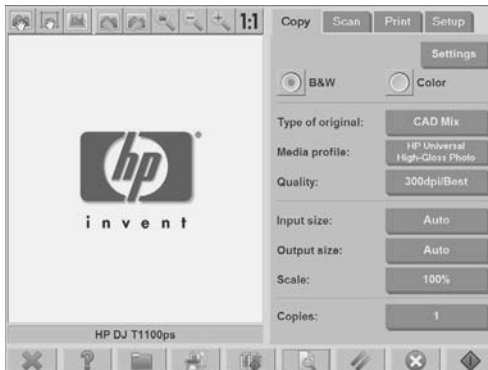 1:1
Copy Scan Print Setup
Settings
B&W Color
Type of original: CAD Mix
Media profile: HP Universal High-Gloss Photo
Quality: 300dpi/Best
Input size: Auto
Output size: Auto
Scale: 100%
Copies: 1
hp
invent
HP DJ T1100ps